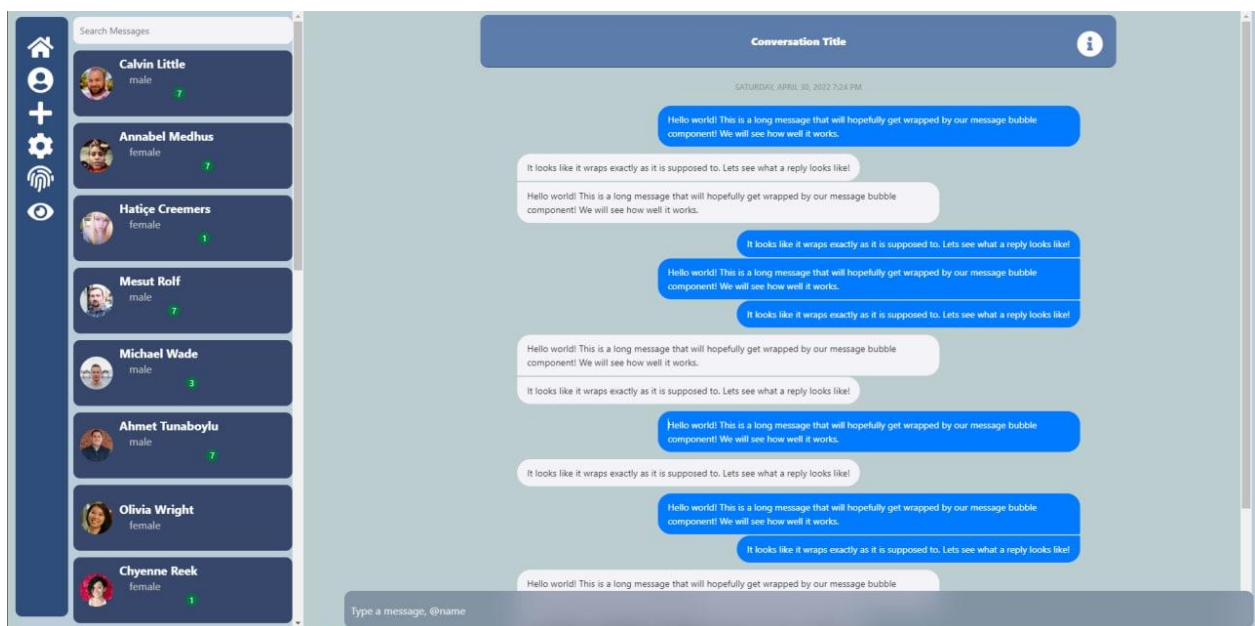 Search Messages
Calvin Little
male
7
Annabel Medhus
female
7
Hatiçe Creemers
female
1
Mesut Rolf
male
7
Michael Wade
male
3
Ahmet Tunaboylu
male
7
Olivia Wright
female
Chyenne Reek
female
1
Conversation Title
SATURDAY, APRIL 30, 2022 7:24 PM
Hello world! This is a long message that will hopefully get wrapped by our message bubble
component! We will see how well it works.
It looks like it wraps exactly as it is supposed to. Lets see what a reply looks like!
Hello world! This is a long message that will hopefully get wrapped by our message bubble
component! We will see how well it works.
It looks like it wraps exactly as it is supposed to. Lets see what a reply looks like!
Hello world! This is a long message that will hopefully get wrapped by our message bubble
component! We will see how well it works.
It looks like it wraps exactly as it is supposed to. Lets see what a reply looks like!
Hello world! This is a long message that will hopefully get wrapped by our message bubble
component! We will see how well it works.
It looks like it wraps exactly as it is supposed to. Lets see what a reply looks like!
Hello world! This is a long message that will hopefully get wrapped by our message bubble
component! We will see how well it works.
It looks like it wraps exactly as it is supposed to. Lets see what a reply looks like!
Hello world! This is a long message that will hopefully get wrapped by our message bubble
component! We will see how well it works.
It looks like it wraps exactly as it is supposed to. Lets see what a reply looks like!
Hello world! This is a long message that will hopefully get wrapped by our message bubble
Type a message, @name